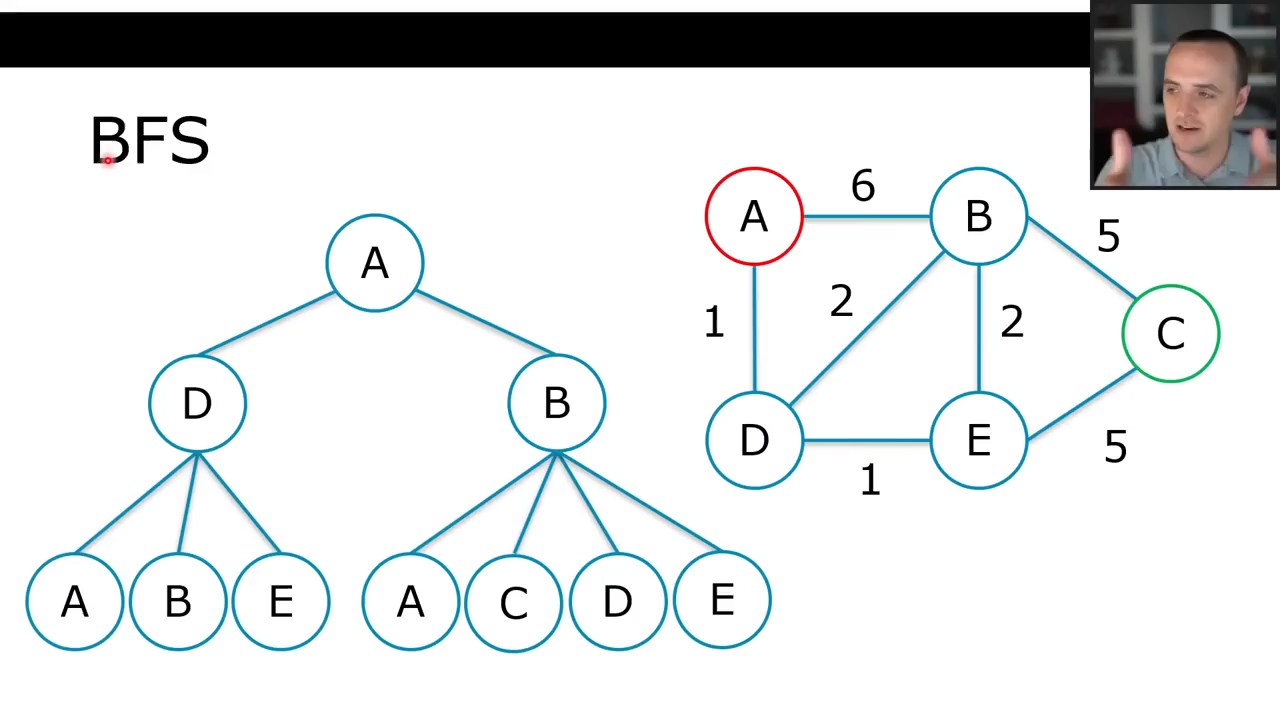 BFS
A
D B
A B E A C D E
A 6 B 5
1 2 2 C
D 1 E 5